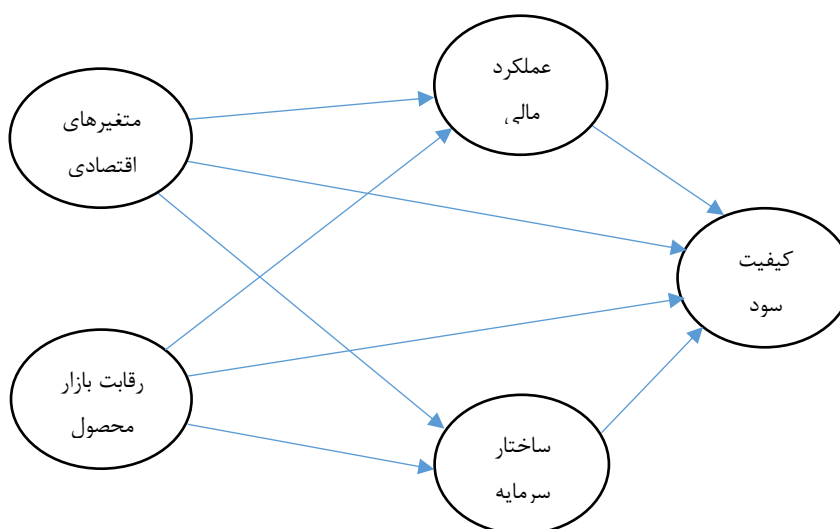 عملکرد
مالی
متغیرهای
اقتصادی
کیفیت
سود
رقابت بازار
محصول
ساختار
سرمایه